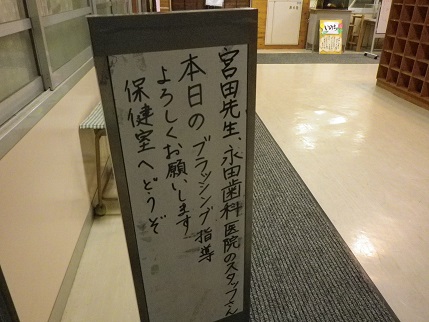 宮田先生、永田歯科医院のスタッフさん
本日のブラッシング指導
よろしくお願いします
保健室へどうぞ